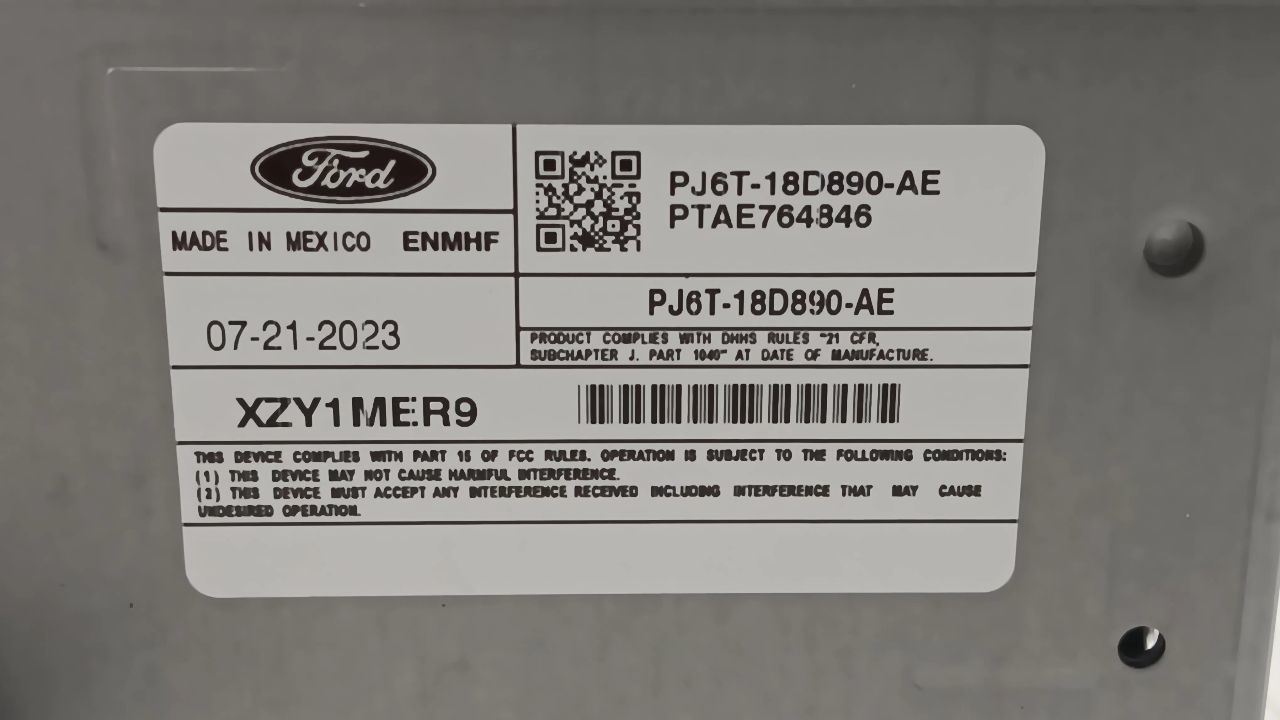 Ford
MADE IN MEXICO ENMHF
07-21-2023
PJ6T-18D890-AE
PTAE764846
PJ6T-18D890-AE
PRODUCT COMPLIES WITH DHHS RULES "21 CFR,
SUBCHAPTER J, PART 1040" AT DATE OF MANUFACTURE.
XZY1MER9
THIS DEVICE COMPLIES WITH PART 15 OF FCC RULES. OPERATION IS SUBJECT TO THE FOLLOWING CONDITIONS:
(1) THIS DEVICE MAY NOT CAUSE HARMFUL INTERFERENCE.
(2) THIS DEVICE MUST ACCEPT ANY INTERFERENCE RECEIVED INCLUDING INTERFERENCE THAT MAY CAUSE
UNDESIRED OPERATION.